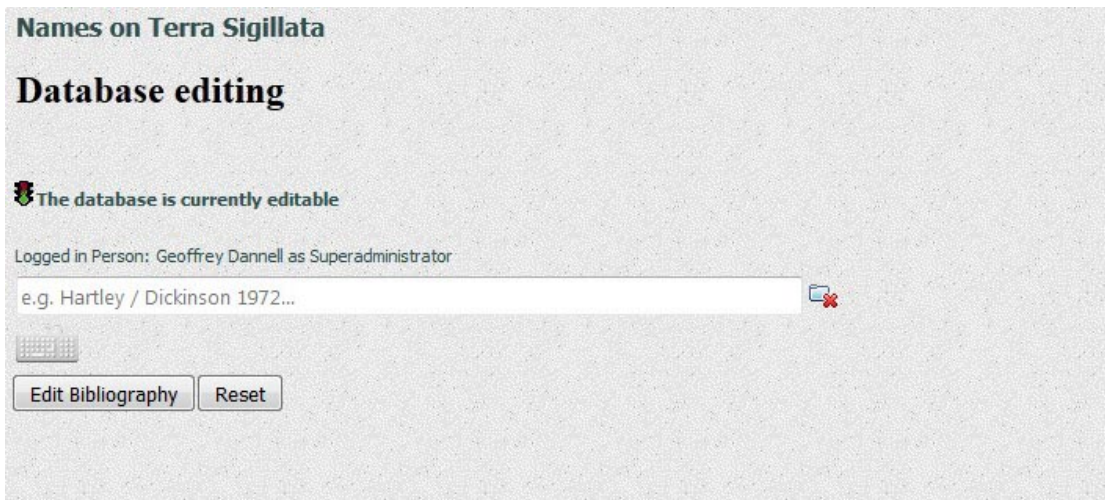 Names on Terra Sigillata
Database editing
The database is currently editable
Logged in Person: Geoffrey Dannell as Superadministrator
e.g. Hartley / Dickinson 1972...
Edit Bibliography
Reset